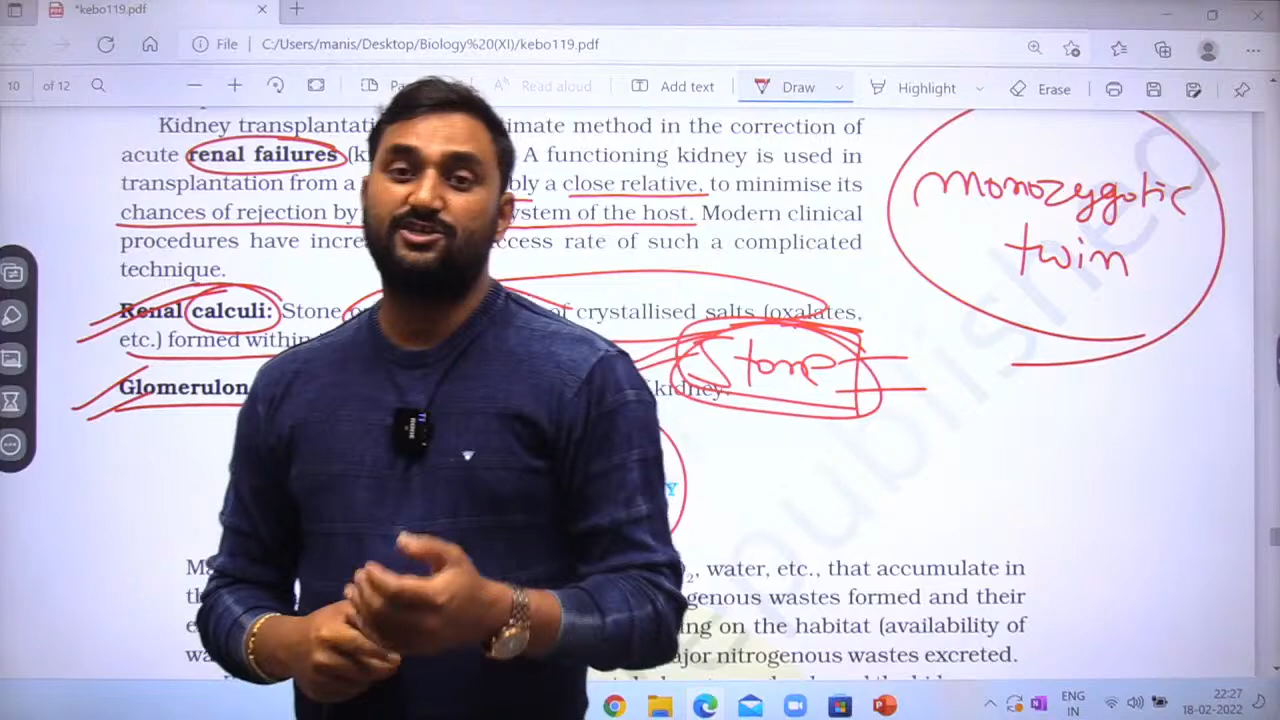 *kebo119.pdf
File C:/Users/manis/Desktop/Biology%20(XI)/kebo119.pdf
10 of 12 Read aloud Add text Draw Highlight Erase
Kidney transplantati imate method in the correction of
acute renal failures A functioning kidney is used in
transplantation from a bly a close relative, to minimise its
chances of rejection by ystem of the host. Modern clinical
procedures have incre ccess rate of such a complicated
technique.
Monozygotic
twin
Renal calculi: Stone of crystallised salts (oxalates,
etc.) formed within
Stone
Glomerulon kidney.
Y
, water, etc., that accumulate in
genous wastes formed and their
ng on the habitat (availability of
wa jor nitrogenous wastes excreted.
republished
ENG
IN
22:27
18-02-2022